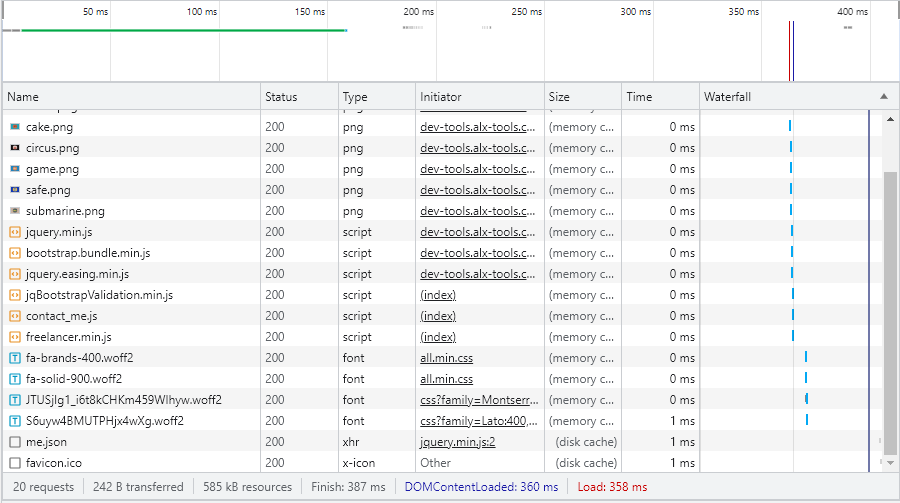 50 ms 100 ms 150 ms 200 ms 250 ms 300 ms 350 ms 400 ms
Name Status Type Initiator Size Time Waterfall
cake.png 200 png dev-tools.alx-tools.c... (memory c... 0 ms
circus.png 200 png dev-tools.alx-tools.c... (memory c... 0 ms
game.png 200 png dev-tools.alx-tools.c... (memory c... 0 ms
safe.png 200 png dev-tools.alx-tools.c... (memory c... 0 ms
submarine.png 200 png dev-tools.alx-tools.c... (memory c... 0 ms
jquery.min.js 200 script dev-tools.alx-tools.c... (memory c... 0 ms
bootstrap.bundle.min.js 200 script dev-tools.alx-tools.c... (memory c... 0 ms
jquery.easing.min.js 200 script dev-tools.alx-tools.c... (memory c... 0 ms
jqBootstrapValidation.min.js 200 script (index) (memory c... 0 ms
contact_me.js 200 script (index) (memory c... 0 ms
freelancer.min.js 200 script (index) (memory c... 0 ms
fa-brands-400.woff2 200 font all.min.css (memory c... 0 ms
fa-solid-900.woff2 200 font all.min.css (memory c... 0 ms
JTUSjIg1_i6t8kCHKm459Wlhyw.woff2 200 font css?family=Montserr... (memory c... 0 ms
S6uyw4BMUTPHjx4wXg.woff2 200 font css?family=Lato:400,... (memory c... 1 ms
me.json 200 xhr jquery.min.js:2 (disk cache) 1 ms
favicon.ico 200 x-icon Other (disk cache) 1 ms
20 requests 242 B transferred 585 kB resources Finish: 387 ms DOMContentLoaded: 360 ms Load: 358 ms